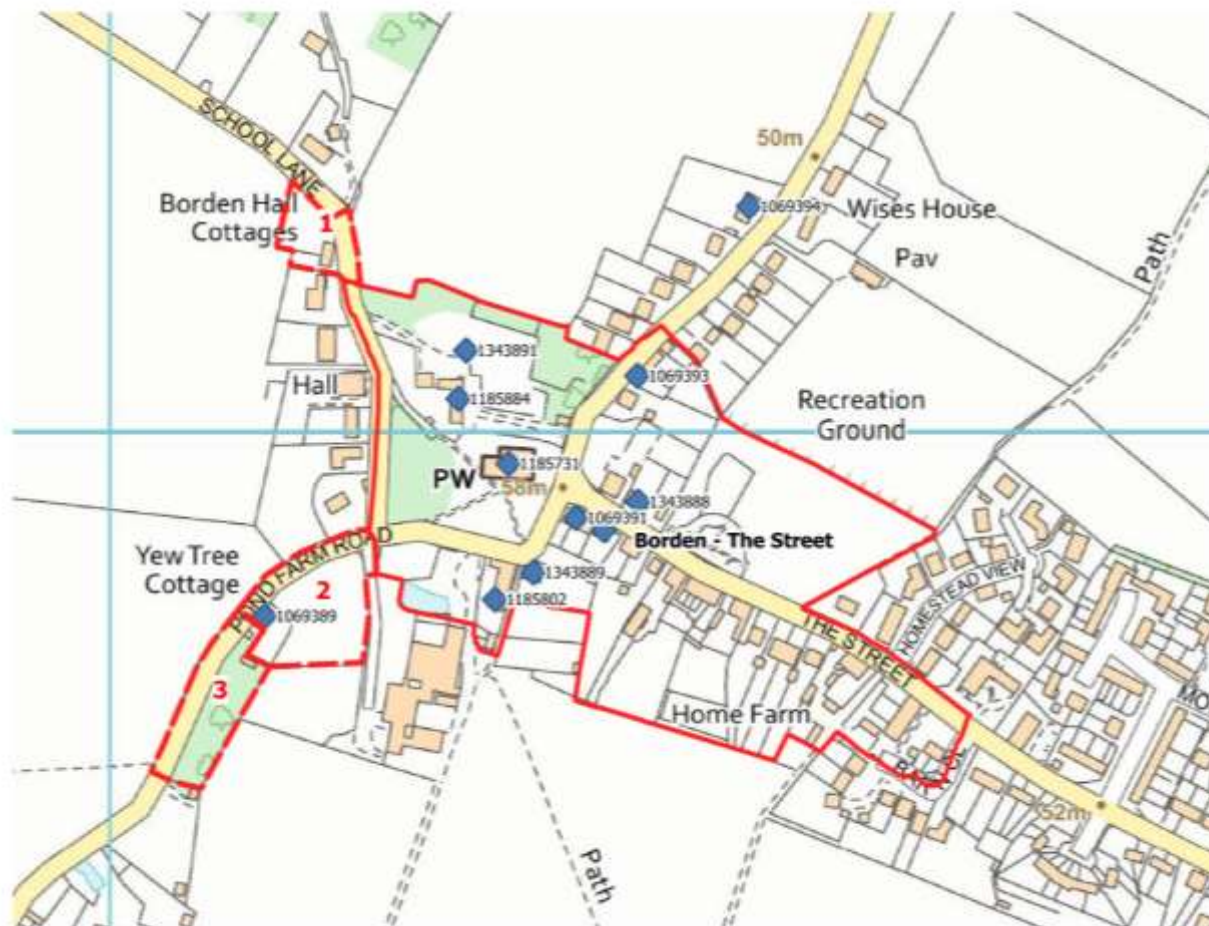 SCHOOL LANE
50m
1069394
Wises House
Borden Hall
Cottages
1
Pav
Path
1343891
1069393
Hall
1185884
Recreation
Ground
1185731
PW
58m
1343888
1069391
Borden - The Street
POND FARM ROAD
Yew Tree
Cottage
1343889
2
1185802
1069389
HOMESTEAD VIEW
THE STREET
3
Home Farm
MO
52m
Path